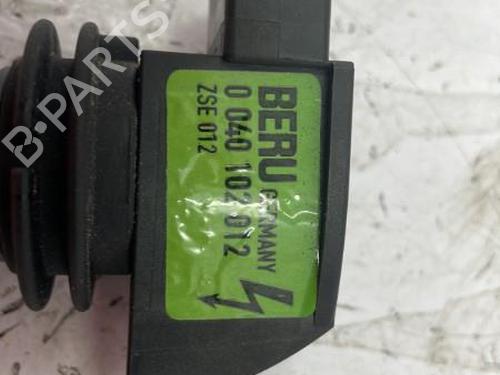 BERU GERMANY
0 040 102 012
ZSE 012
B-PARTS